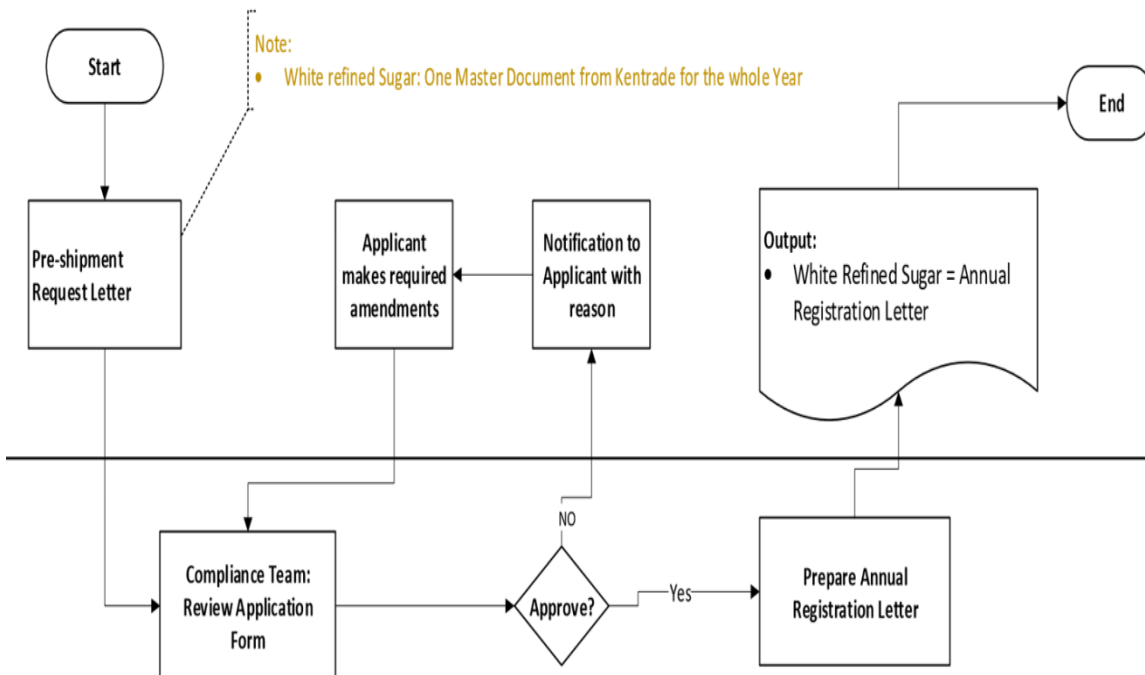 Start
Note:
• White refined Sugar: One Master Document from Kentrade for the whole Year
End
Pre-shipment
Request Letter
Applicant
makes required
amendments
Notification to
Applicant with
reason
Output:
• White Refined Sugar = Annual
Registration Letter
NO
Compliance Team:
Review Application
Form
Approve?
Yes
Prepare Annual
Registration Letter